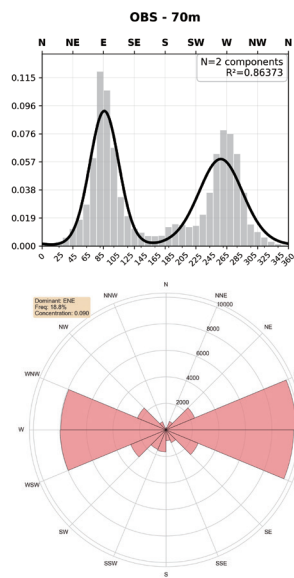 OBS - 70m
N NE E SE S SW W NW N
N=2 components
R²=0.86373
0.115
0.096
0.076
0.057
0.038
0.019
0.000
0 25 45 65 85 105 125 145 165 185 205 225 245 265 285 305 325 345 360
N
NNW NNE
Dominant: ENE
Freq: 18.8%
Concentration: 0.090
10000
NW NE
8000
6000
WNW
4000
2000
W
WSW
SW SE
SSW SSE
S